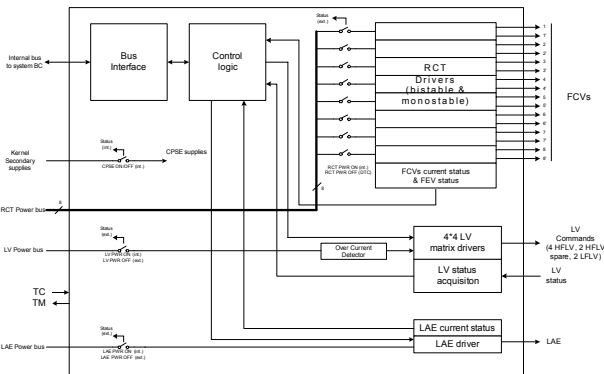 Status
(ext.)
Internal bus
to system BC
Bus
Interface
Control
logic
RCT
Drivers
(bistable &
monostable)
1
1'
2
2'
3
3'
4
4'
5
5'
6
6'
7
7'
8
8'
FCVs
Kernel
Secondary
supplies
Status
(int.)
CPSE ON/OFF (int.)
CPSE supplies
RCT PWR ON (int.)
RCT PWR OFF (DTC)
FCVs current status
& FEV status
8
RCT Power bus
8
Status
(ext.)
LV Power bus
LV PWR ON (int.)
LV PWR OFF (ext.)
Over Current
Detector
4*4 LV
matrix drivers
LV status
acquisiton
LV
Commands
(4 HFLV, 2 HFLV
spare, 2 LFLV)
LV
status
TC
TM
Status
(ext.)
LAE Power bus
LAE PWR ON (int.)
LAE PWR OFF (ext.)
LAE current status
LAE driver
LAE